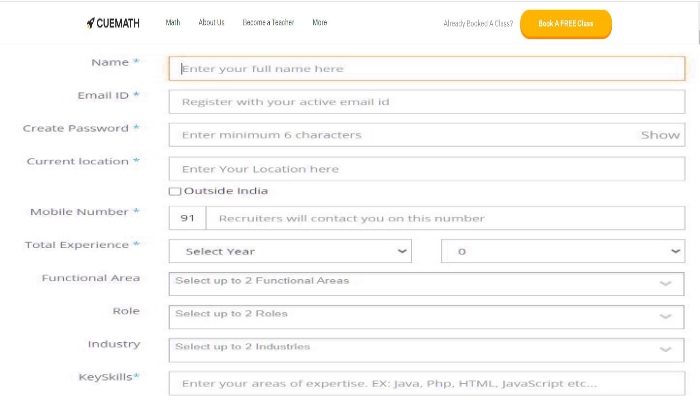 CUEMATH Math About Us Become a Teacher More Already Booked A Class? Book A FREE Class
Name * Enter your full name here
Email ID * Register with your active email id
Create Password * Enter minimum 6 characters Show
Current location * Enter Your Location here
Outside India
Mobile Number * 91 Recruiters will contact you on this number
Total Experience * Select Year 0
Functional Area Select up to 2 Functional Areas
Role Select up to 2 Roles
Industry Select up to 2 Industries
KeySkills* Enter your areas of expertise. EX: Java, Php, HTML, JavaScript etc...